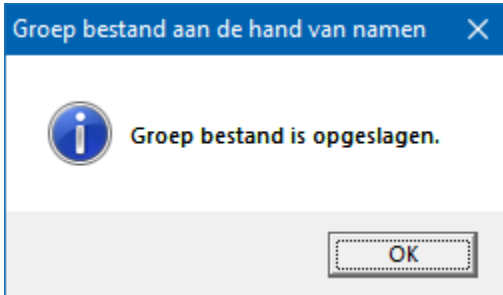 Groep bestand aan de hand van namen
Groep bestand is opgeslagen.
OK